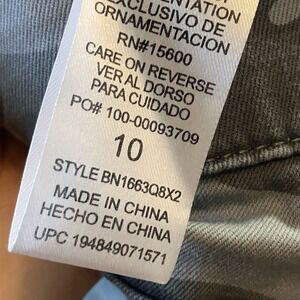 EXCLUSIVO DE
ORNAMENTACION
RN#15600
CARE ON REVERSE
VER AL DORSO
PARA CUIDADO
PO# 100-00093709
10
STYLE BN1663Q8X2
MADE IN CHINA
HECHO EN CHINA
UPC 194849071571